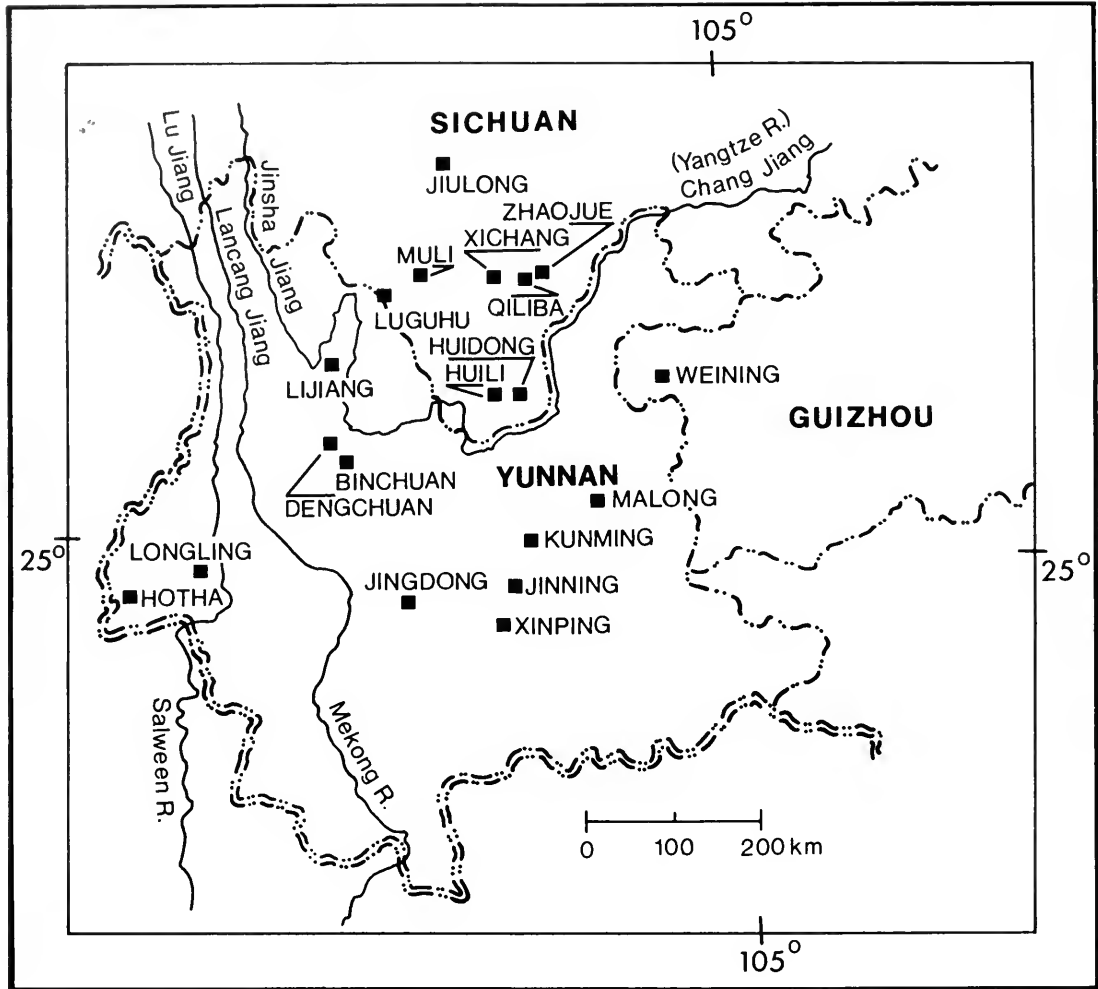 105°
SICHUAN
Lu Jiang
Lancang Jiang
Jinsha Jiang
(Yangtze R.)
Chang Jiang
JIULONG
ZHAOJUE
XICHANG
MULI
QILIBA
LUGUHU
HUIDONG
HUILI
LIJIANG
WEINING
GUIZHOU
BINCHUAN
DENGCHUAN
YUNNAN
MALONG
KUNMING
25°
25°
LONGLING
HOTHA
JINGDONG
JINNING
XINPING
Salween R.
Mekong R.
0 100 200 km
105°